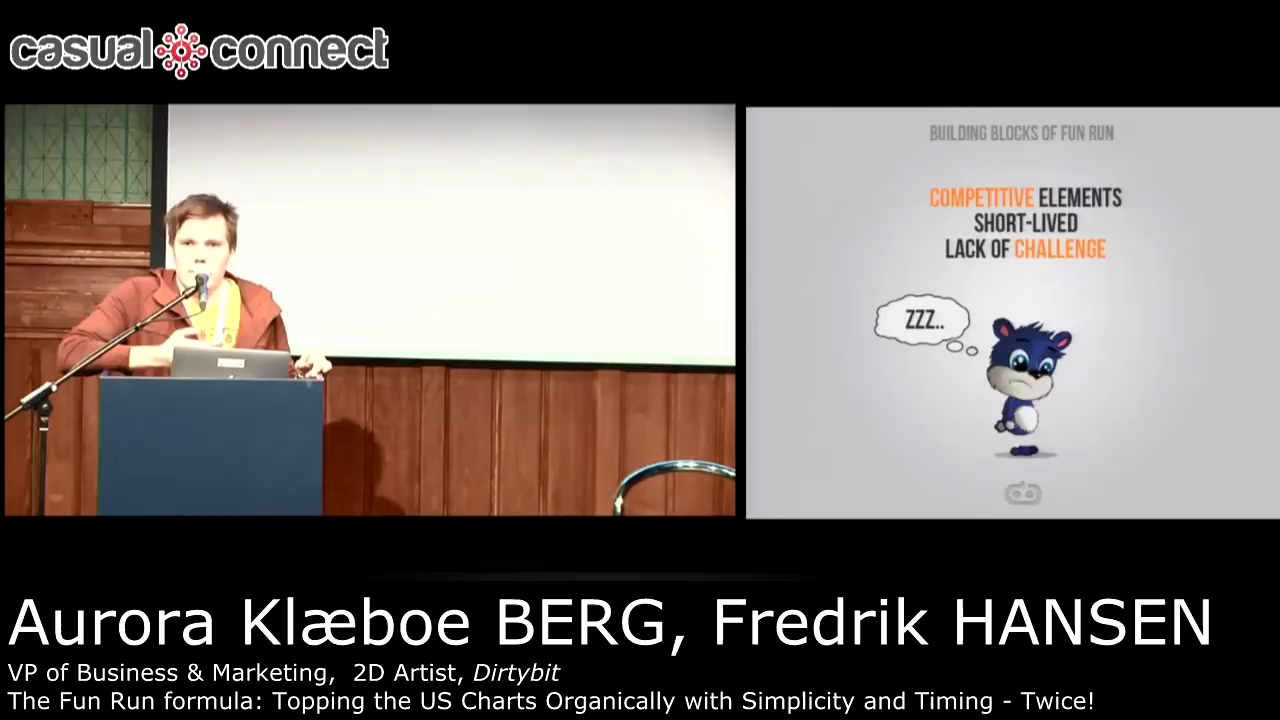 casual connect
BUILDING BLOCKS OF FUN RUN
COMPETITIVE ELEMENTS
SHORT-LIVED
LACK OF CHALLENGE
ZZZ..
Aurora Klæboe BERG, Fredrik HANSEN
VP of Business & Marketing, 2D Artist, Dirtybit
The Fun Run formula: Topping the US Charts Organically with Simplicity and Timing - Twice!